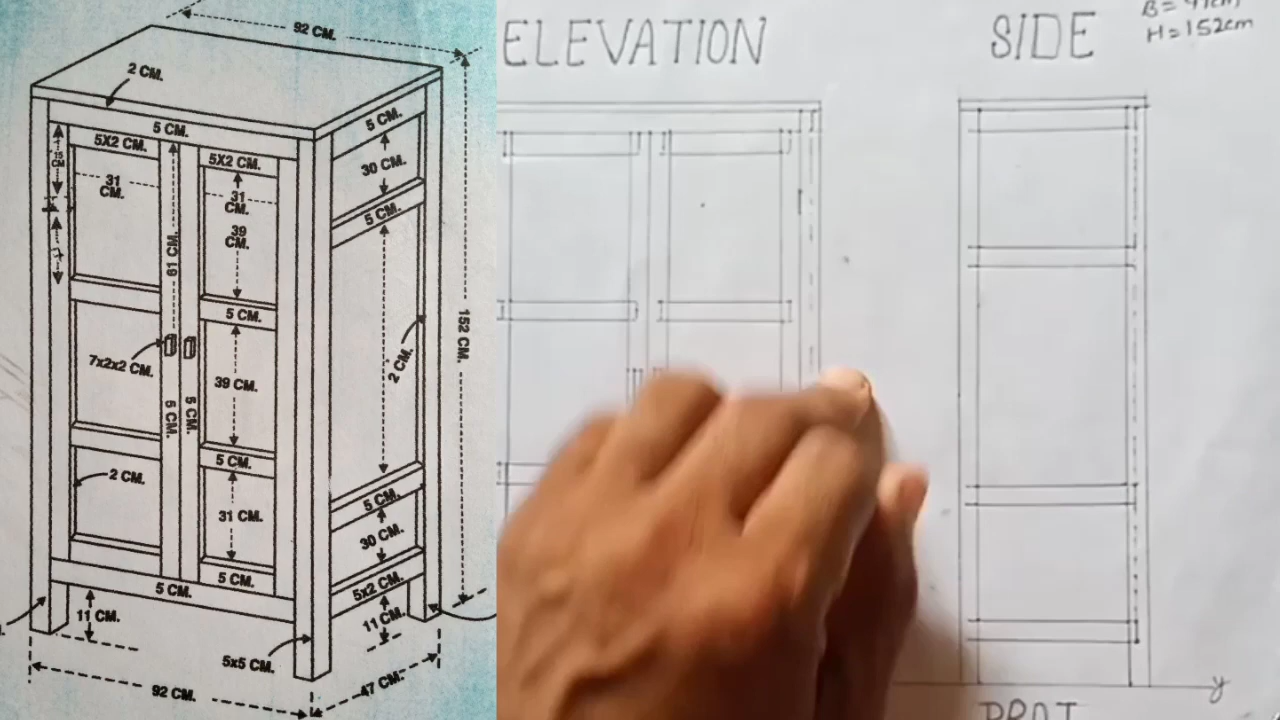 92 CM.
2 CM.
5 CM.
5 CM.
5X2 CM.
5X2 CM.
15 CM
31 CM.
31 CM.
30 CM.
5 CM.
39 CM.
61 CM.
152 CM.
5 CM.
7x2x2 CM.
39 CM.
2 CM.
5 CM.
5 CM.
5 CM.
2 CM.
31 CM.
5 CM.
30 CM.
5 CM.
5 CM.
5x2 CM.
11 CM.
11 CM.
5x5 CM.
92 CM.
47 CM.
ELEVATION
SIDE
H=152cm
y